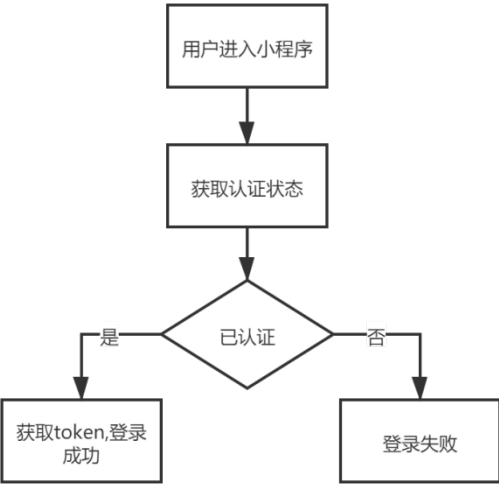 用户进入小程序
获取认证状态
已认证
是
否
获取token,登录
成功
登录失败